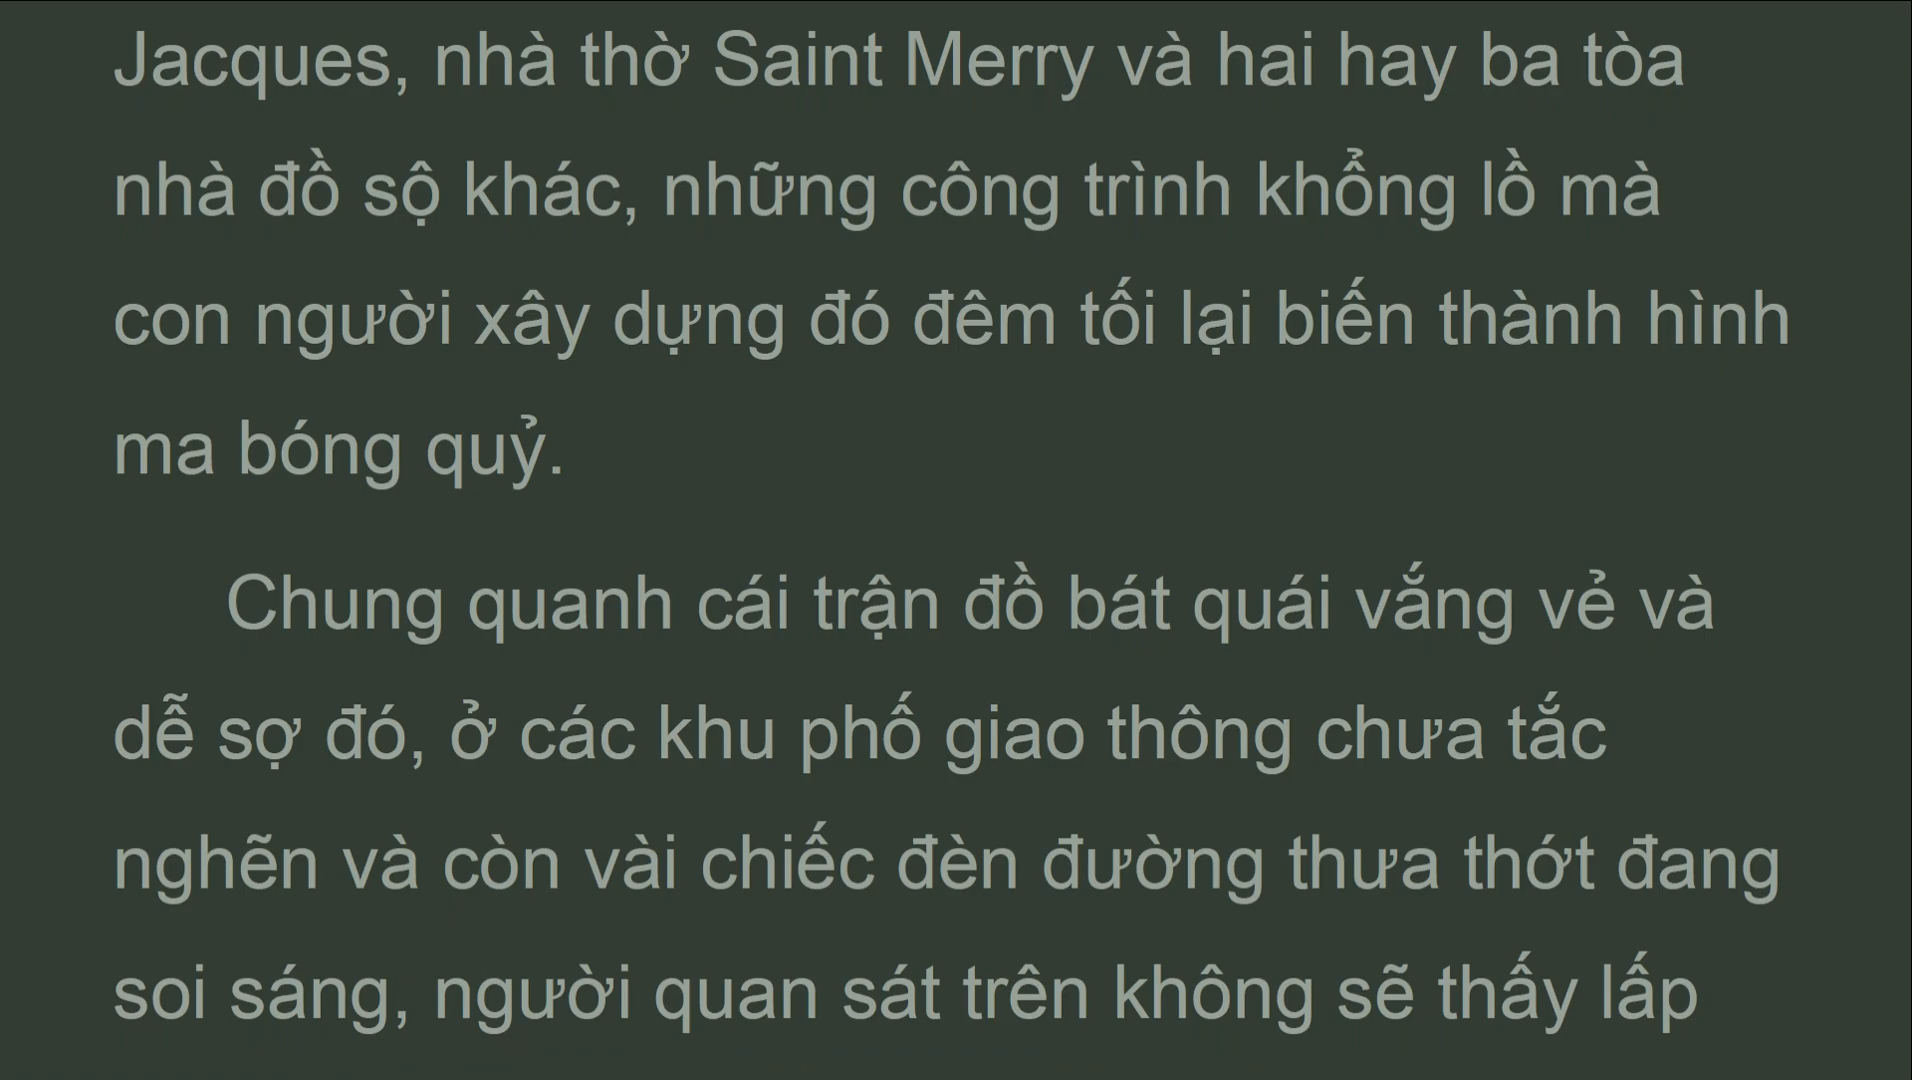 Jacques, nhà thờ Saint Merry và hai hay ba tòa
nhà đồ sộ khác, những công trình khổng lồ mà
con người xây dựng đó đêm tối lại biến thành hình
ma bóng quỷ.
Chung quanh cái trận đồ bát quái vắng vẻ và
dễ sợ đó, ở các khu phố giao thông chưa tắc
nghẽn và còn vài chiếc đèn đường thưa thớt đang
soi sáng, người quan sát trên không sẽ thấy lấp